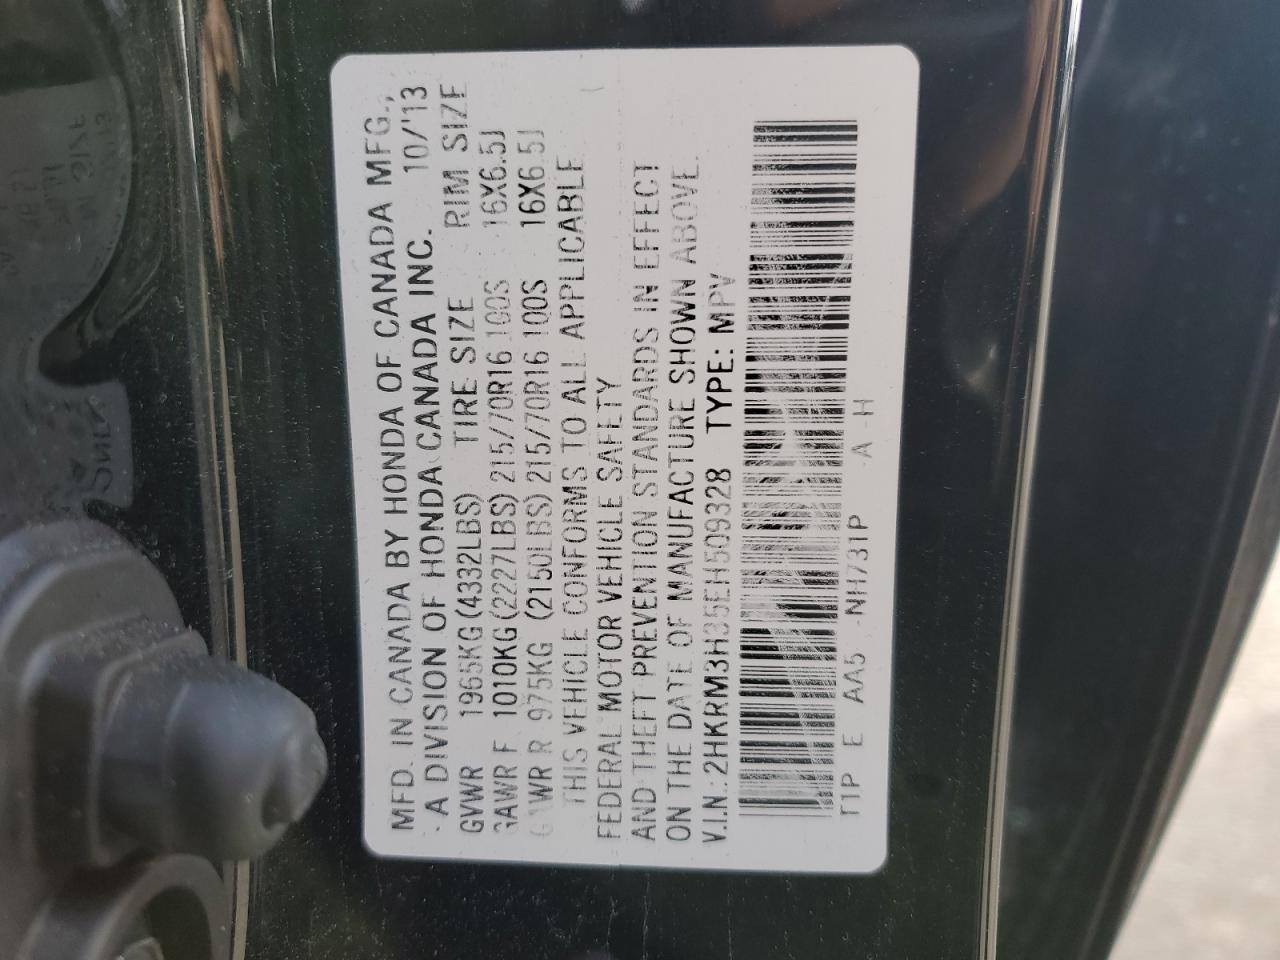 MFD. IN CANADA BY HONDA OF CANADA MFG.,
A DIVISION OF HONDA CANADA INC. 10/'13
GVWR 1965KG(4332LBS) TIRE SIZE RIM SIZE
GAWR F 1010KG(2227LBS) 215/70R16 100S 16X6.5J
GAWR R 975KG (2150LBS) 215/70R16 100S 16X6.5J
THIS VEHICLE CONFORMS TO ALL APPLICABLE
FEDERAL MOTOR VEHICLE SAFETY
AND THEFT PREVENTION STANDARDS IN EFFECT
ON THE DATE OF MANUFACTURE SHOWN ABOVE.
V.I.N.:2HKRM3H35EH509328 TYPE: MPV
T1P E AA5 NH731P A H